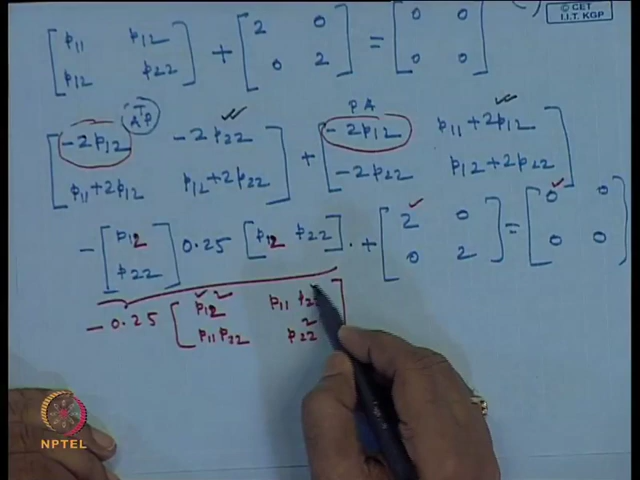 © CET
I.I.T. KGP
[ p11 p12 ; p12 p22 ] + [ 2 0 ; 0 2 ] = [ 0 0 ; 0 0 ]
AᵀP PA
[ -2p12 -2p22 ; p11+2p12 p12+2p22 ] + [ -2p12 p11+2p12 ; -2p22 p12+2p22 ]
- [ p12 ; p22 ] 0.25 [ p12 p22 ] . + [ 2 0 ; 0 2 ] = [ 0 0 ; 0 0 ]
-0.25 [ p12² p11 p22 ; p11 p22 p22² ]
NPTEL